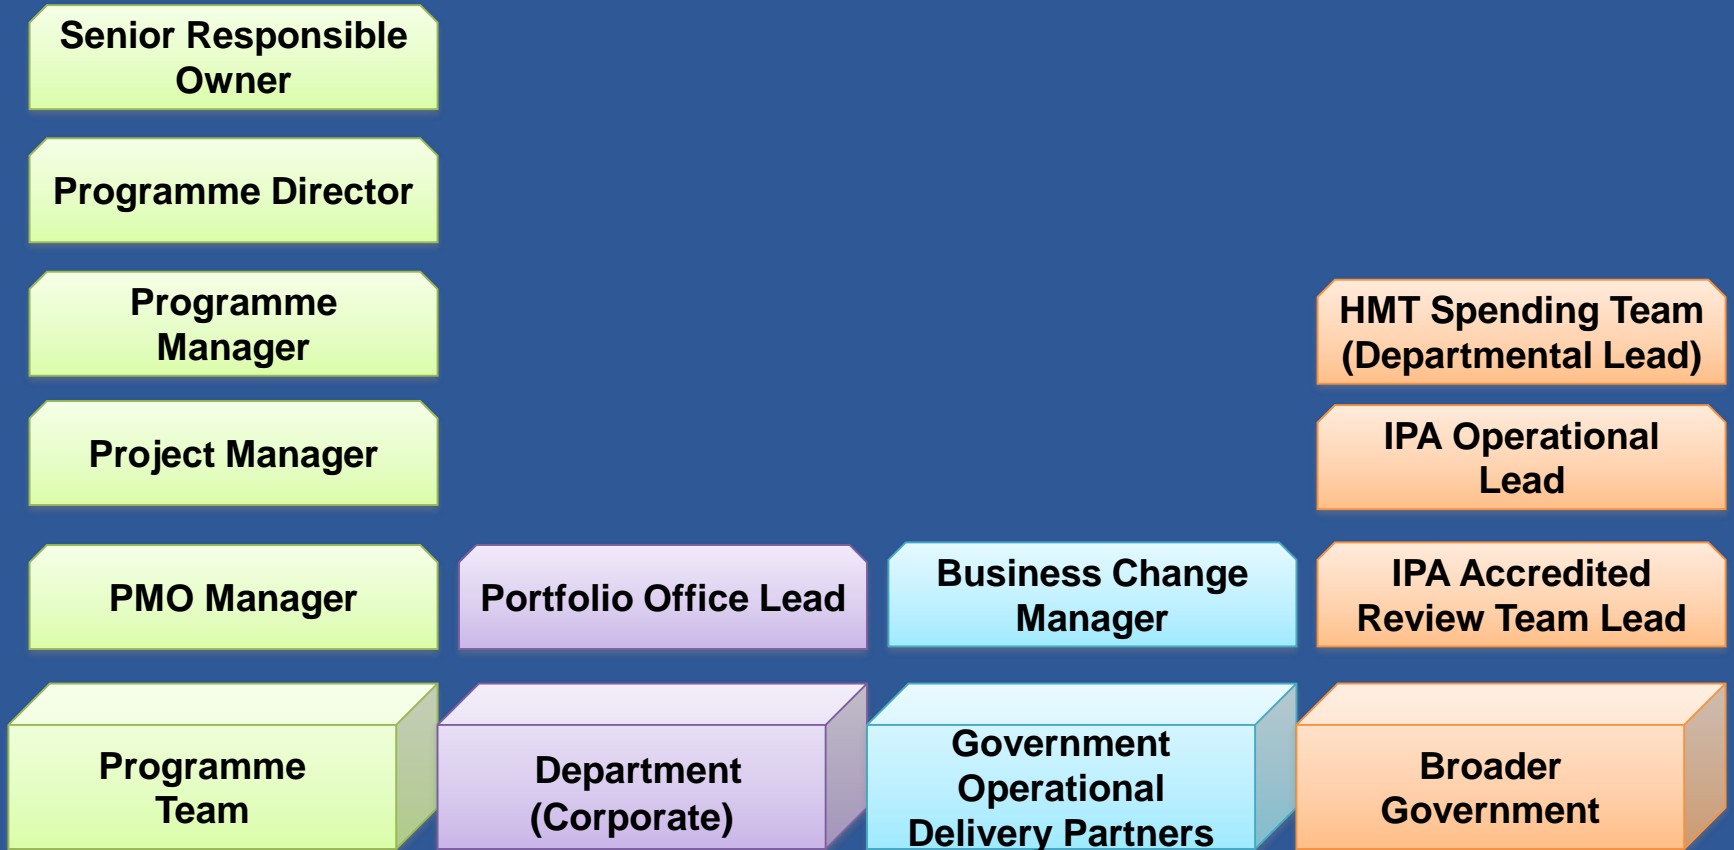 Senior Responsible
Owner
Programme Director
Programme
Manager
Project Manager
PMO Manager
Programme
Team
Portfolio Office Lead
Department
(Corporate)
Business Change
Manager
Government
Operational
Delivery Partners
HMT Spending Team
(Departmental Lead)
IPA Operational
Lead
IPA Accredited
Review Team Lead
Broader
Government